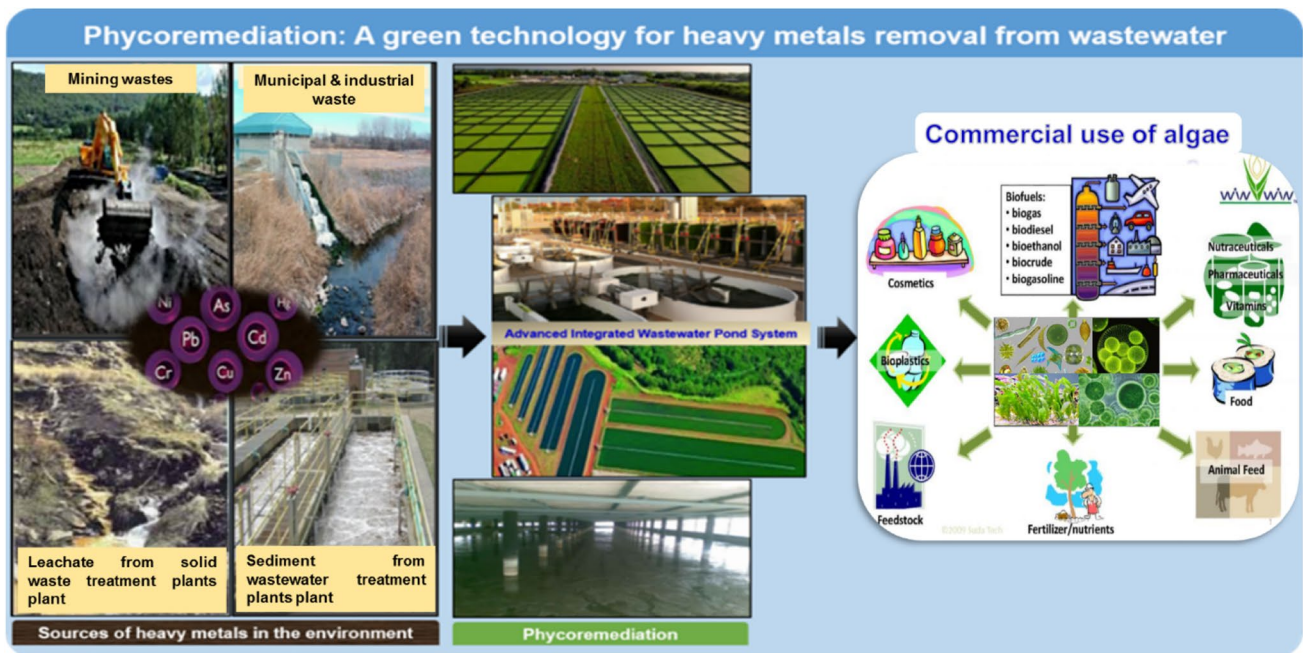 Phycoremediation: A green technology for heavy metals removal from wastewater
Mining wastes
Municipal & industrial
waste
Ni
As
Hg
Pb
Cd
Cr
Cu
Zn
Leachate from solid
waste treatment plants
plant
Sediment from
wastewater treatment
plants plant
Sources of heavy metals in the environment
Advanced Integrated Wastewater Pond System
Phycoremediation
Commercial use of algae
Cosmetics
Biofuels:
• biogas
• biodiesel
• bioethanol
• biocrude
• biogasoline
WIN WIN
Nutraceuticals
Pharmaceuticals
Vitamins
Bioplastics
Food
Feedstock
Fertilizer/nutrients
Animal Feed